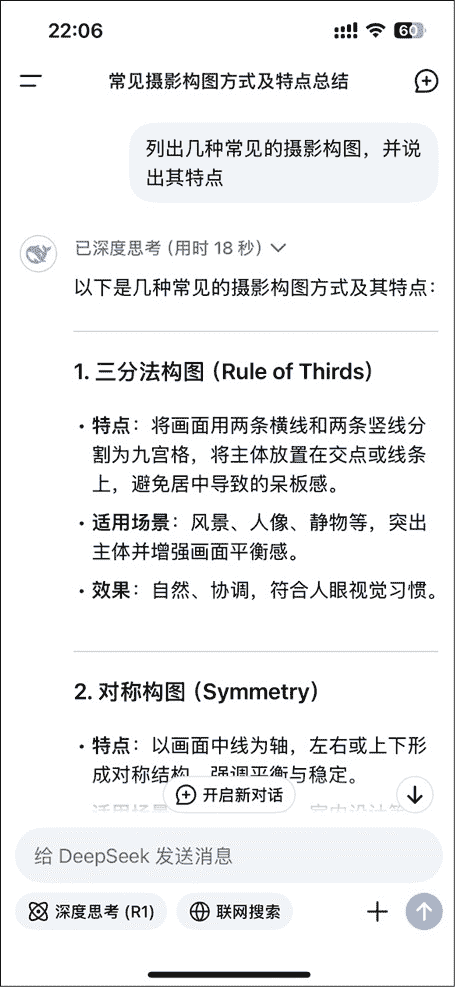 22:06
60
常见摄影构图方式及特点总结
列出几种常见的摄影构图，并说
出其特点
已深度思考（用时 18 秒）
以下是几种常见的摄影构图方式及其特点：
1. 三分法构图（Rule of Thirds）
• 特点：将画面用两条横线和两条竖线分
割为九宫格，将主体放置在交点或线条
上，避免居中导致的呆板感。
• 适用场景：风景、人像、静物等，突出
主体并增强画面平衡感。
• 效果：自然、协调，符合人眼视觉习惯。
2. 对称构图（Symmetry）
• 特点：以画面中线为轴，左右或上下形
成对称结构，强调平衡与稳定。
适用场景
开启新对话
给 DeepSeek 发送消息
深度思考 (R1)
联网搜索